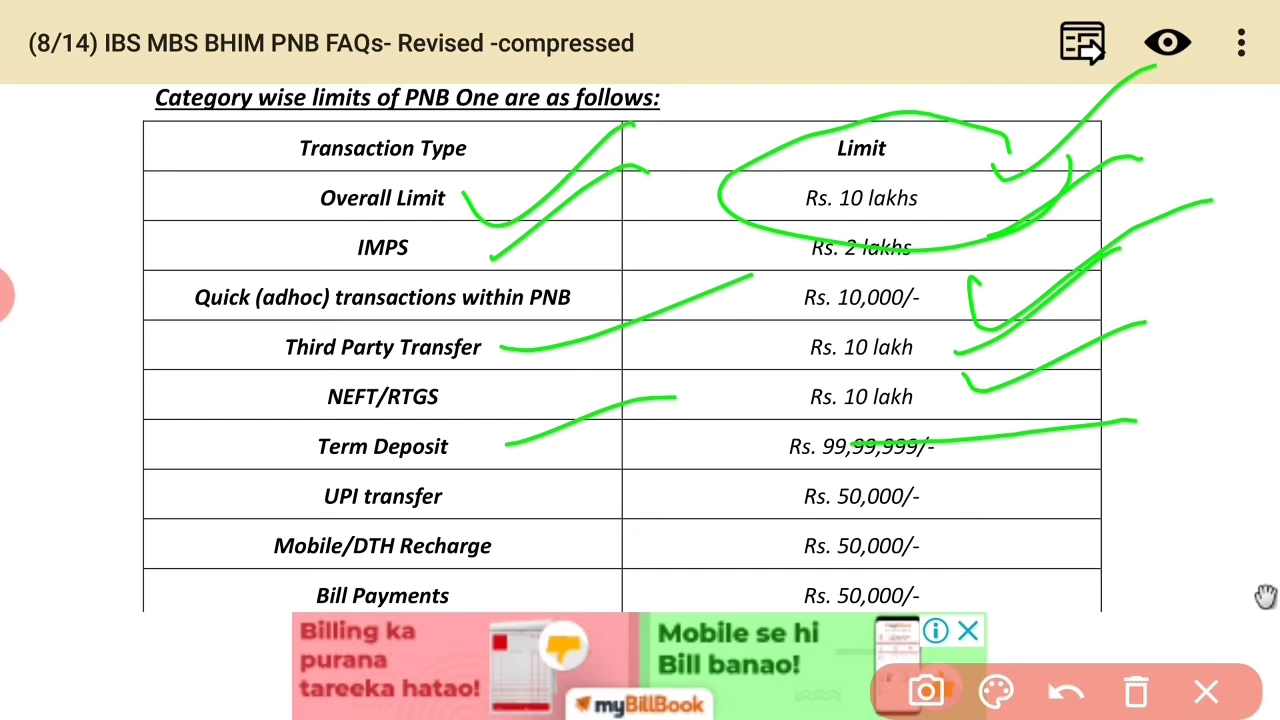 (8/14) IBS MBS BHIM PNB FAQs- Revised -compressed
Category wise limits of PNB One are as follows:
Transaction Type Limit
Overall Limit Rs. 10 lakhs
IMPS Rs. 2 lakhs
Quick (adhoc) transactions within PNB Rs. 10,000/-
Third Party Transfer Rs. 10 lakh
NEFT/RTGS Rs. 10 lakh
Term Deposit Rs. 99,99,999/-
UPI transfer Rs. 50,000/-
Mobile/DTH Recharge Rs. 50,000/-
Bill Payments Rs. 50,000/-
Billing ka
purana
tareeka hatao!
Mobile se hi
Bill banao!
myBillBook